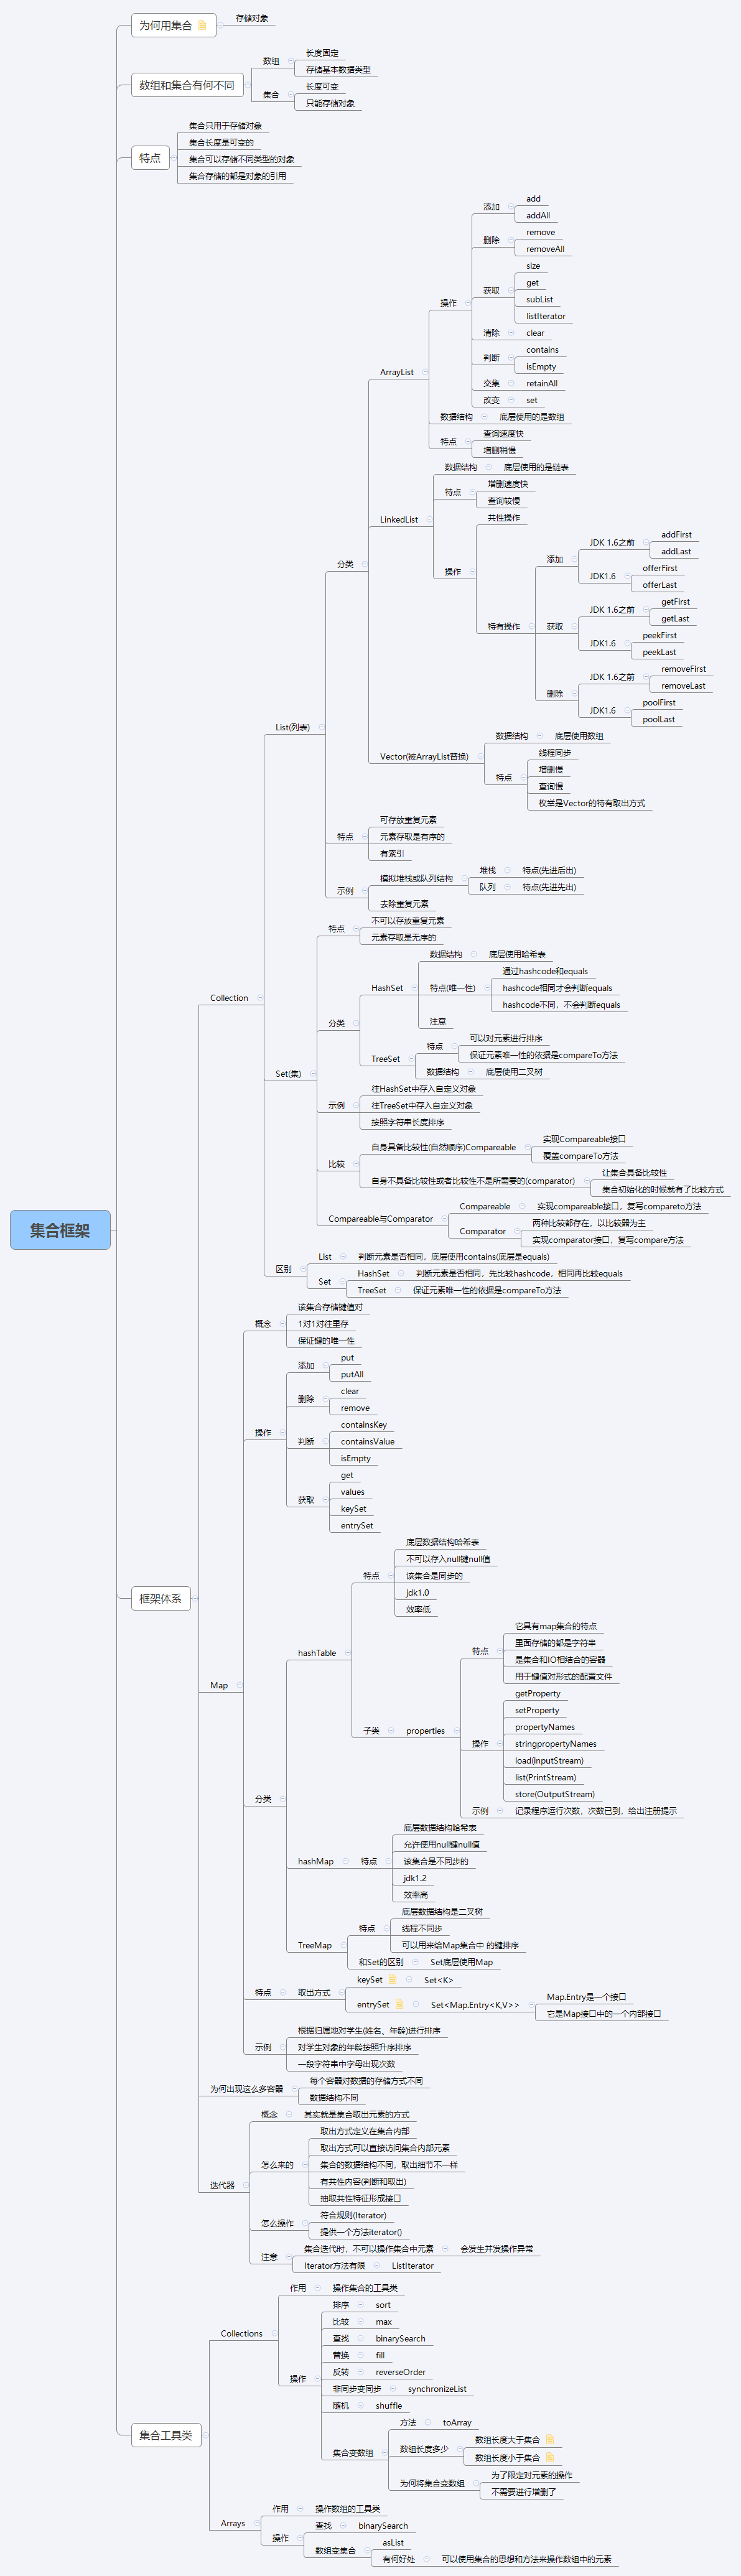 集合框架
为何用集合
存储对象
数组和集合有何不同
数组
长度固定
存储基本数据类型
集合
长度可变
只能存储对象
特点
集合只用于存储对象
集合长度是可变的
集合可以存储不同类型的对象
集合存储的都是对象的引用
框架体系
Collection
List(列表)
分类
ArrayList
操作
添加
add
addAll
删除
remove
removeAll
获取
size
get
subList
listIterator
清除
clear
判断
contains
isEmpty
交集
retainAll
改变
set
数据结构
底层使用的是数组
特点
查询速度快
增删稍慢
LinkedList
数据结构
底层使用的是链表
特点
增删速度快
查询较慢
操作
共性操作
特有操作
添加
JDK 1.6之前
addFirst
addLast
JDK1.6
offerFirst
offerLast
获取
JDK 1.6之前
getFirst
getLast
JDK1.6
peekFirst
peekLast
删除
JDK 1.6之前
removeFirst
removeLast
JDK1.6
poolFirst
poolLast
Vector(被ArrayList替换)
数据结构
底层使用数组
特点
线程同步
增删慢
查询慢
枚举是Vector的特有取出方式
特点
可存放重复元素
元素存取是有序的
有索引
示例
模拟堆栈或队列结构
堆栈
特点(先进后出)
队列
特点(先进先出)
去除重复元素
Set(集)
特点
不可以存放重复元素
元素存取是无序的
分类
HashSet
数据结构
底层使用哈希表
特点(唯一性)
通过hashcode和equals
hashcode相同才会判断equals
hashcode不同，不会判断equals
注意
TreeSet
特点
可以对元素进行排序
保证元素唯一性的依据是compareTo方法
数据结构
底层使用二叉树
示例
往HashSet中存入自定义对象
往TreeSet中存入自定义对象
按照字符串长度排序
比较
自身具备比较性(自然顺序)Compareable
实现Compareable接口
覆盖compareTo方法
自身不具备比较性或者比较性不是所需要的(comparator)
让集合具备比较性
集合初始化的时候就有了比较方式
Compareable与Comparator
Compareable
实现compareable接口，复写compareto方法
Comparator
两种比较都存在，以比较器为主
实现comparator接口，复写compare方法
区别
List
判断元素是否相同，底层使用contains(底层是equals)
Set
HashSet
判断元素是否相同，先比较hashcode，相同再比较equals
TreeSet
保证元素唯一性的依据是compareTo方法
Map
概念
该集合存储键值对
1对1对往里存
保证键的唯一性
操作
添加
put
putAll
删除
clear
remove
判断
containsKey
containsValue
isEmpty
获取
get
values
keySet
entrySet
分类
hashTable
特点
底层数据结构哈希表
不可以存入null键null值
该集合是同步的
jdk1.0
效率低
子类
properties
特点
它具有map集合的特点
里面存储的都是字符串
是集合和IO相结合的容器
用于键值对形式的配置文件
操作
getProperty
setProperty
propertyNames
stringpropertyNames
load(inputStream)
list(PrintStream)
store(OutputStream)
示例
记录程序运行次数，次数已到，给出注册提示
hashMap
特点
底层数据结构哈希表
允许使用null键null值
该集合是不同步的
jdk1.2
效率高
TreeMap
特点
底层数据结构是二叉树
线程不同步
可以用来给Map集合中 的键排序
和Set的区别
Set底层使用Map
特点
取出方式
keySet
Set<K>
entrySet
Set<Map.Entry<K,V>>
Map.Entry是一个接口
它是Map接口中的一个内部接口
示例
根据归属地对学生(姓名、年龄)进行排序
对学生对象的年龄按照升序排序
一段字符串中字母出现次数
为何出现这么多容器
每个容器对数据的存储方式不同
数据结构不同
迭代器
概念
其实就是集合取出元素的方式
怎么来的
取出方式定义在集合内部
取出方式可以直接访问集合内部元素
集合的数据结构不同，取出细节不一样
有共性内容(判断和取出)
抽取共性特征形成接口
怎么操作
符合规则(Iterator)
提供一个方法iterator()
注意
集合迭代时，不可以操作集合中元素
会发生并发操作异常
Iterator方法有限
ListIterator
集合工具类
Collections
作用
操作集合的工具类
操作
排序
sort
比较
max
查找
binarySearch
替换
fill
反转
reverseOrder
非同步变同步
synchronizeList
随机
shuffle
集合变数组
方法
toArray
数组长度多少
数组长度大于集合
数组长度小于集合
为何将集合变数组
为了限定对元素的操作
不需要进行增删了
Arrays
作用
操作数组的工具类
操作
查找
binarySearch
数组变集合
asList
有何好处
可以使用集合的思想和方法来操作数组中的元素